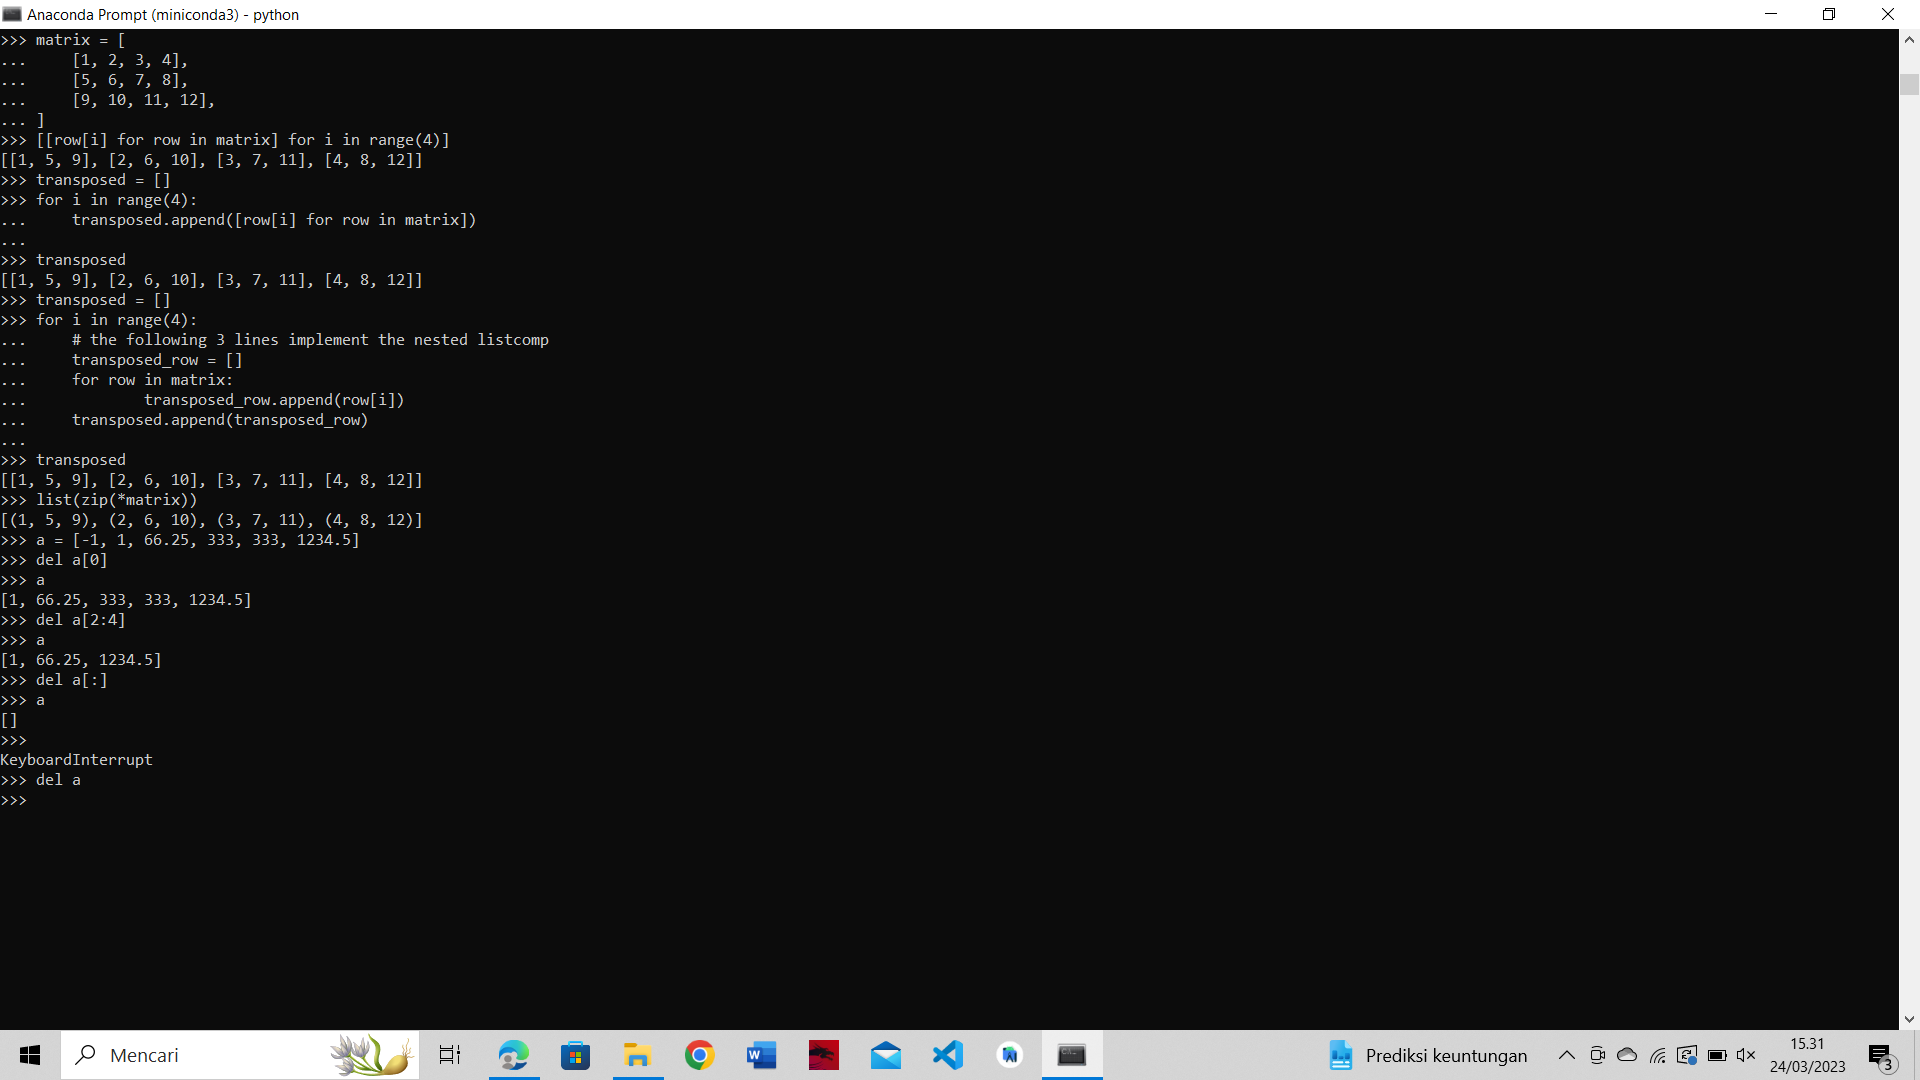 Anaconda Prompt (miniconda3) - python
>>> matrix = [
...     [1, 2, 3, 4],
...     [5, 6, 7, 8],
...     [9, 10, 11, 12],
... ]
>>> [[row[i] for row in matrix] for i in range(4)]
[[1, 5, 9], [2, 6, 10], [3, 7, 11], [4, 8, 12]]
>>> transposed = []
>>> for i in range(4):
...     transposed.append([row[i] for row in matrix])
...
>>> transposed
[[1, 5, 9], [2, 6, 10], [3, 7, 11], [4, 8, 12]]
>>> transposed = []
>>> for i in range(4):
...     # the following 3 lines implement the nested listcomp
...     transposed_row = []
...     for row in matrix:
...             transposed_row.append(row[i])
...     transposed.append(transposed_row)
...
>>> transposed
[[1, 5, 9], [2, 6, 10], [3, 7, 11], [4, 8, 12]]
>>> list(zip(*matrix))
[(1, 5, 9), (2, 6, 10), (3, 7, 11), (4, 8, 12)]
>>> a = [-1, 1, 66.25, 333, 333, 1234.5]
>>> del a[0]
>>> a
[1, 66.25, 333, 333, 1234.5]
>>> del a[2:4]
>>> a
[1, 66.25, 1234.5]
>>> del a[:]
>>> a
[]
>>>
KeyboardInterrupt
>>> del a
>>>
Mencari
Prediksi keuntungan
15.31
24/03/2023
3